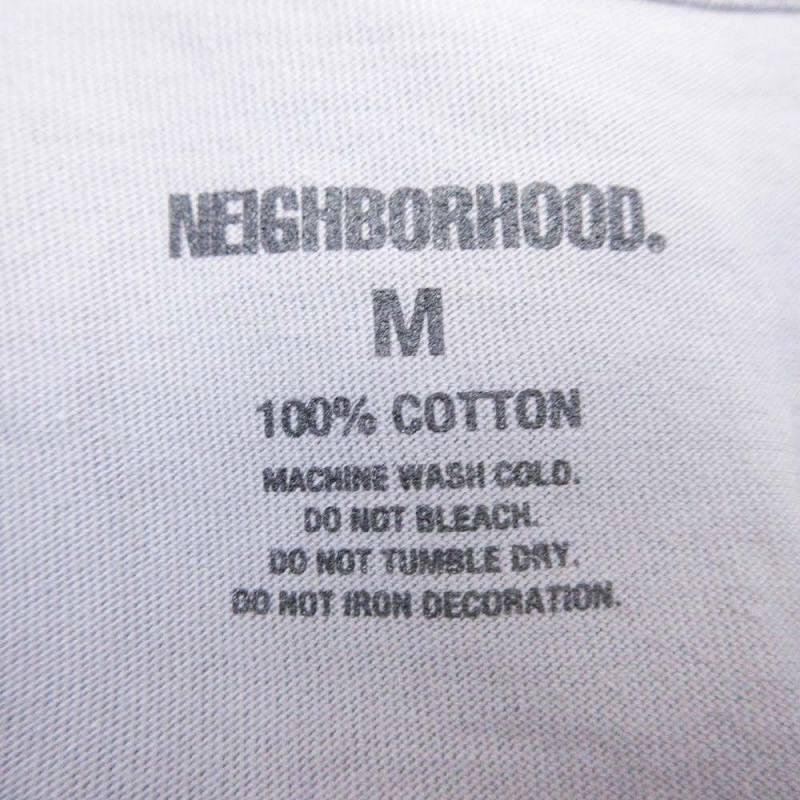 NEIGHBORHOOD.
M
100% COTTON
MACHINE WASH COLD.
DO NOT BLEACH.
DO NOT TUMBLE DRY.
DO NOT IRON DECORATION.